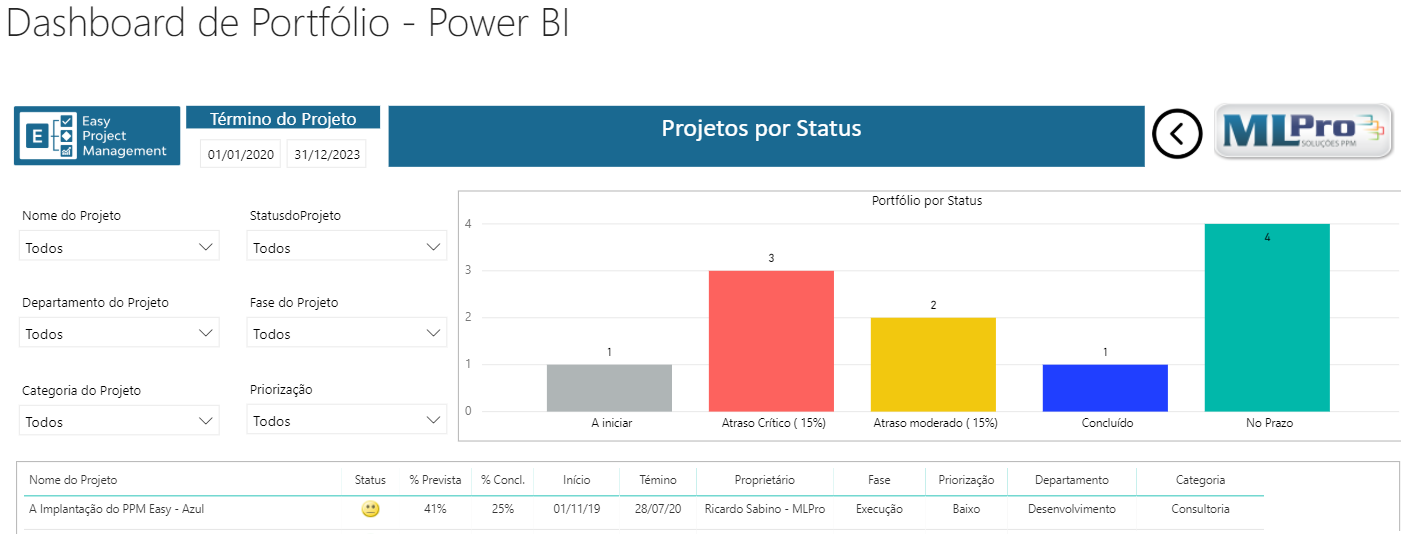 Dashboard de Portfólio - Power BI
E
Easy
Project
Management
Término do Projeto
01/01/2020 31/12/2023
Projetos por Status
MLPro
SOLUÇÕES PPM
Nome do Projeto
Todos
StatusdoProjeto
Todos
Departamento do Projeto
Todos
Fase do Projeto
Todos
Categoria do Projeto
Todos
Priorização
Todos
Portfólio por Status
4
3
2
1
0
1
3
2
1
4
A iniciar Atraso Crítico ( 15%) Atraso moderado ( 15%) Concluído No Prazo
Nome do Projeto Status % Prevista % Concl. Início Témino Proprietário Fase Priorização Departamento Categoria
A Implantação do PPM Easy - Azul 41% 25% 01/11/19 28/07/20 Ricardo Sabino - MLPro Execução Baixo Desenvolvimento Consultoria